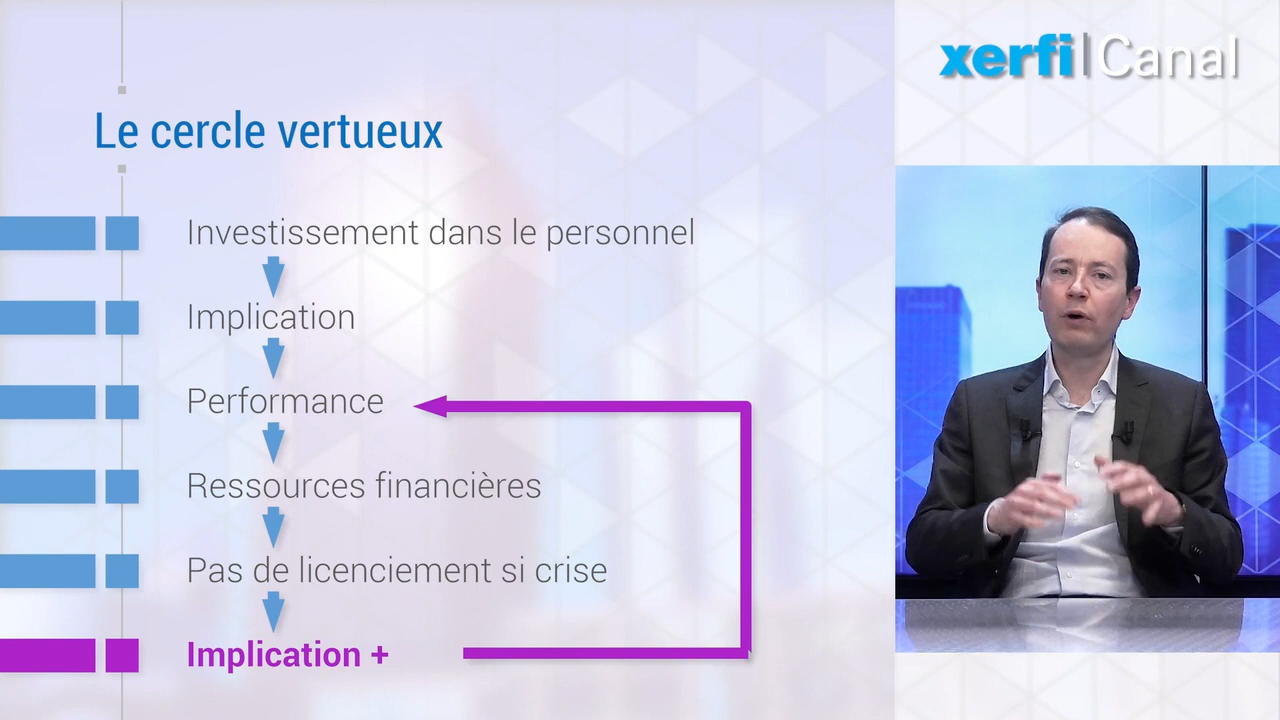 xerfi|Canal
Le cercle vertueux
Investissement dans le personnel
Implication
Performance
Ressources financières
Pas de licenciement si crise
Implication +